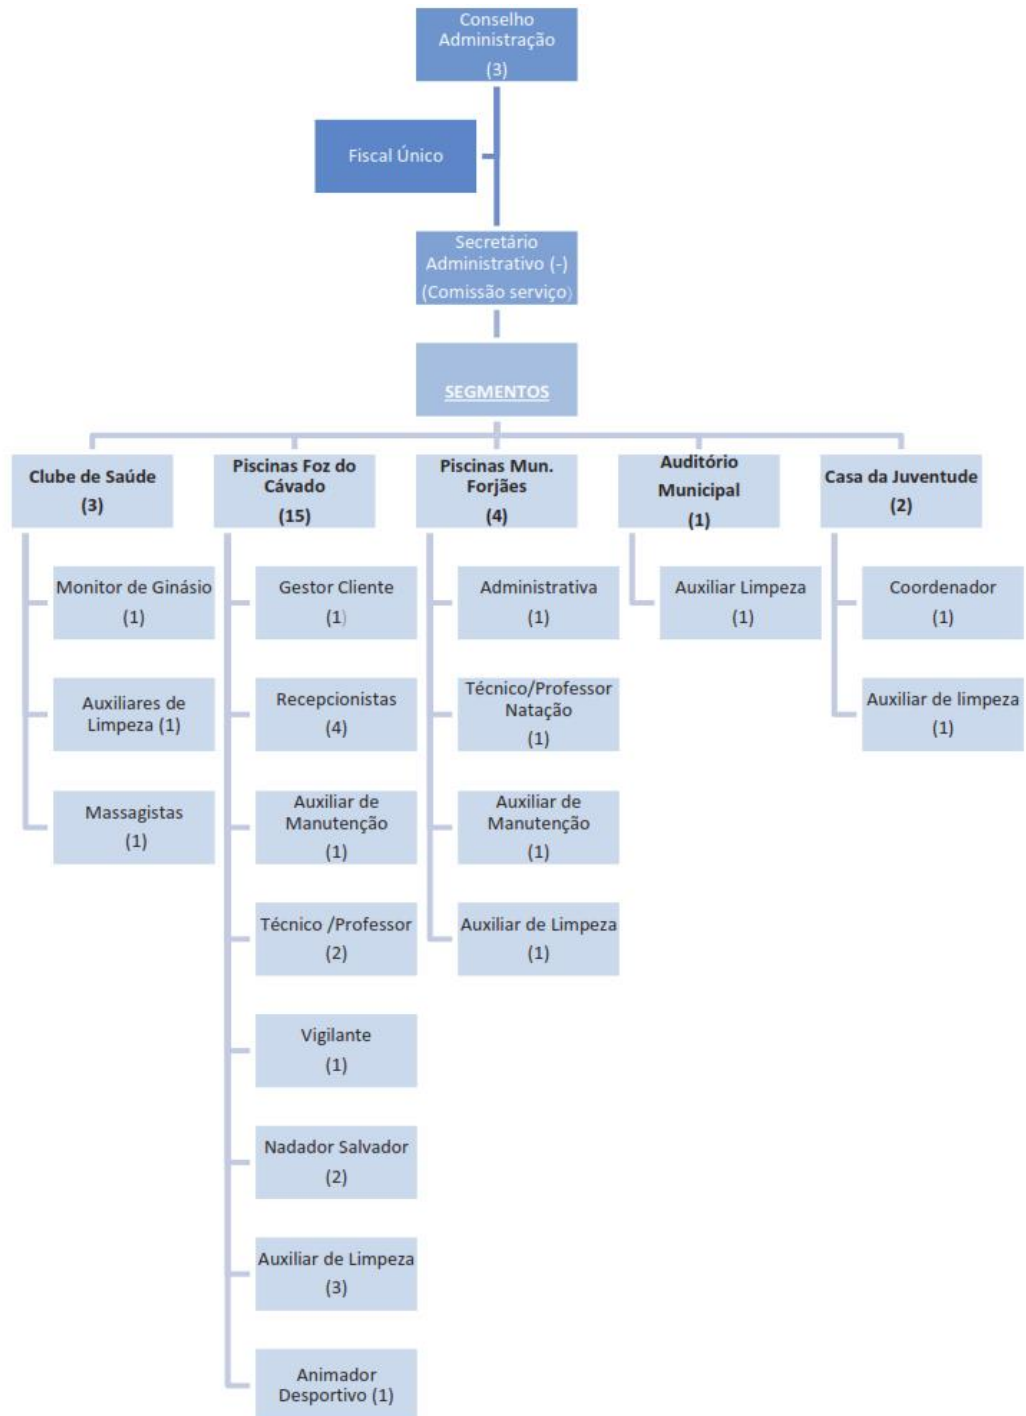 Conselho
Administração
(3)
Fiscal Único
Secretário
Administrativo (-)
(Comissão serviço)
SEGMENTOS
Clube de Saúde
(3)
Monitor de Ginásio
(1)
Auxiliares de
Limpeza (1)
Massagistas
(1)
Piscinas Foz do
Cávado
(15)
Gestor Cliente
(1)
Recepcionistas
(4)
Auxiliar de
Manutenção
(1)
Técnico /Professor
(2)
Vigilante
(1)
Nadador Salvador
(2)
Auxiliar de Limpeza
(3)
Animador
Desportivo (1)
Piscinas Mun.
Forjães
(4)
Administrativa
(1)
Técnico/Professor
Natação
(1)
Auxiliar de
Manutenção
(1)
Auxiliar de Limpeza
(1)
Auditório
Municipal
(1)
Auxiliar Limpeza
(1)
Casa da Juventude
(2)
Coordenador
(1)
Auxiliar de limpeza
(1)